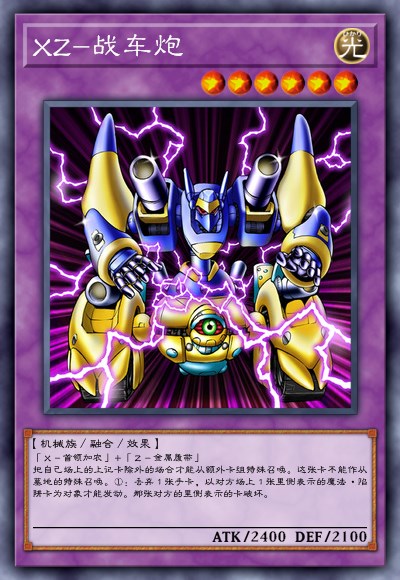 XZ-战车炮
光
【机械族／融合／效果】
「X－首领加农」+「Z－金属履带」
把自己场上的上记卡除外的场合才能从额外卡组特殊召唤。这张卡不能从
墓地的特殊召唤。①：丢弃1张手卡，以对方场上1张里侧表示的魔法·陷
阱卡为对象才能发动。那张对方的里侧表示的卡破坏。
ATK/2400 DEF/2100